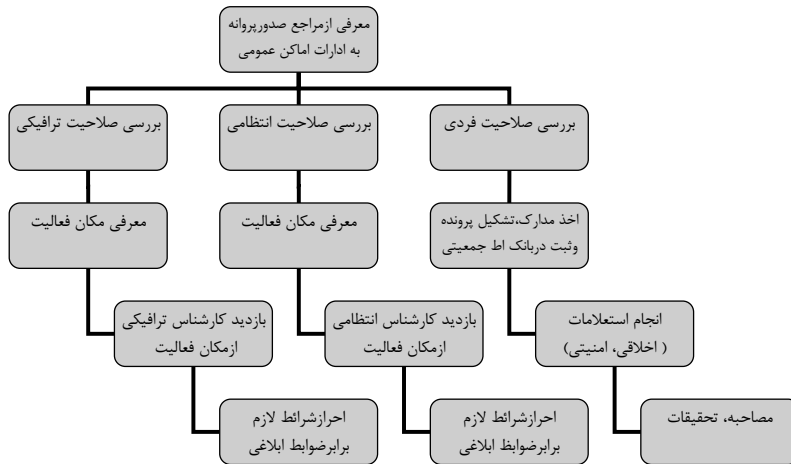 معرفی ازمراجع صدورپروانه
به ادارات اماکن عمومی
بررسی صلاحیت فردی
بررسی صلاحیت انتظامی
بررسی صلاحیت ترافیکی
اخذ مدارک،تشکیل پرونده
وثبت دربانک اط جمعیتی
معرفی مکان فعالیت
معرفی مکان فعالیت
انجام استعلامات
( اخلاقی، امنیتی)
بازدید کارشناس انتظامی
ازمکان فعالیت
بازدید کارشناس ترافیکی
ازمکان فعالیت
مصاحبه، تحقیقات
احرازشرائط لازم
برابرضوابظ ابلاغی
احرازشرائط لازم
برابرضوابط ابلاغی